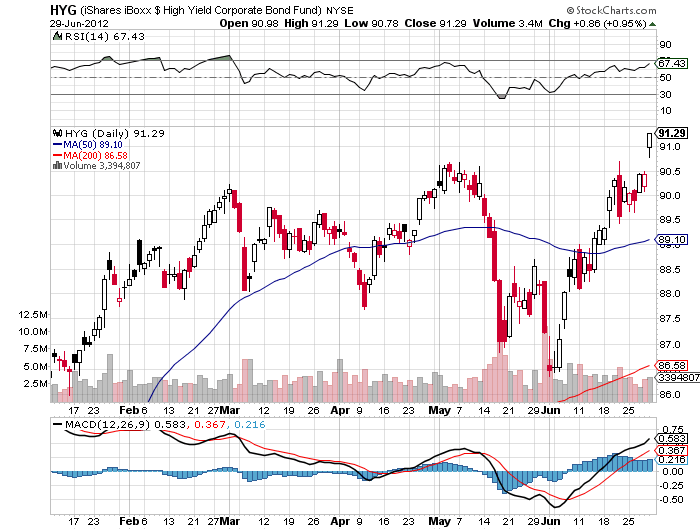 HYG (iShares iBoxx $ High Yield Corporate Bond Fund) NYSE
© StockCharts.com
29-Jun-2012
Open 90.98 High 91.29 Low 90.78 Close 91.29 Volume 3.4M Chg +0.86 (+0.95%)
RSI(14) 67.43
90
70
67.43
50
30
10
HYG (Daily) 91.29
MA(50) 89.10
MA(200) 86.58
Volume 3,394,807
91.29
91.0
90.5
90.0
89.5
89.10
88.5
88.0
87.5
87.0
86.58
3394807
86.0
12.5M
10.0M
7.5M
5.0M
2.5M
17 23 Feb 6 13 21 27 Mar 12 19 26 Apr 9 16 23 May 7 14 21 29 Jun 11 18 25
MACD(12,26,9) 0.583, 0.367, 0.216
0.75
0.583
0.367
0.216
0.00
-0.25
-0.50
17 23 Feb 6 13 21 27 Mar 12 19 26 Apr 9 16 23 May 7 14 21 29 Jun 11 18 25